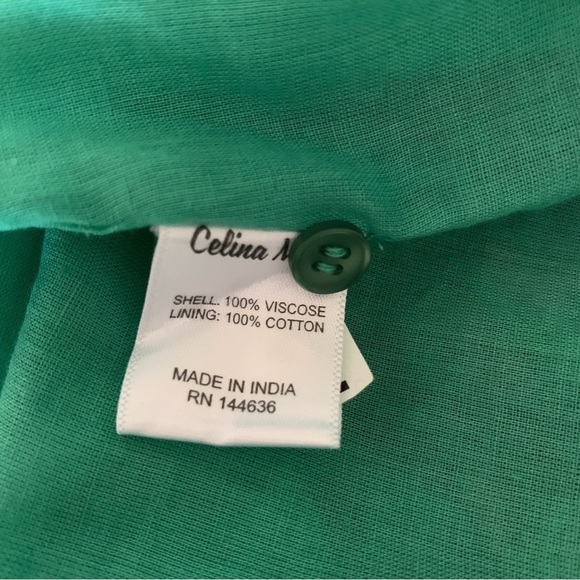 Celina
SHELL. 100% VISCOSE
LINING: 100% COTTON
MADE IN INDIA
RN 144636